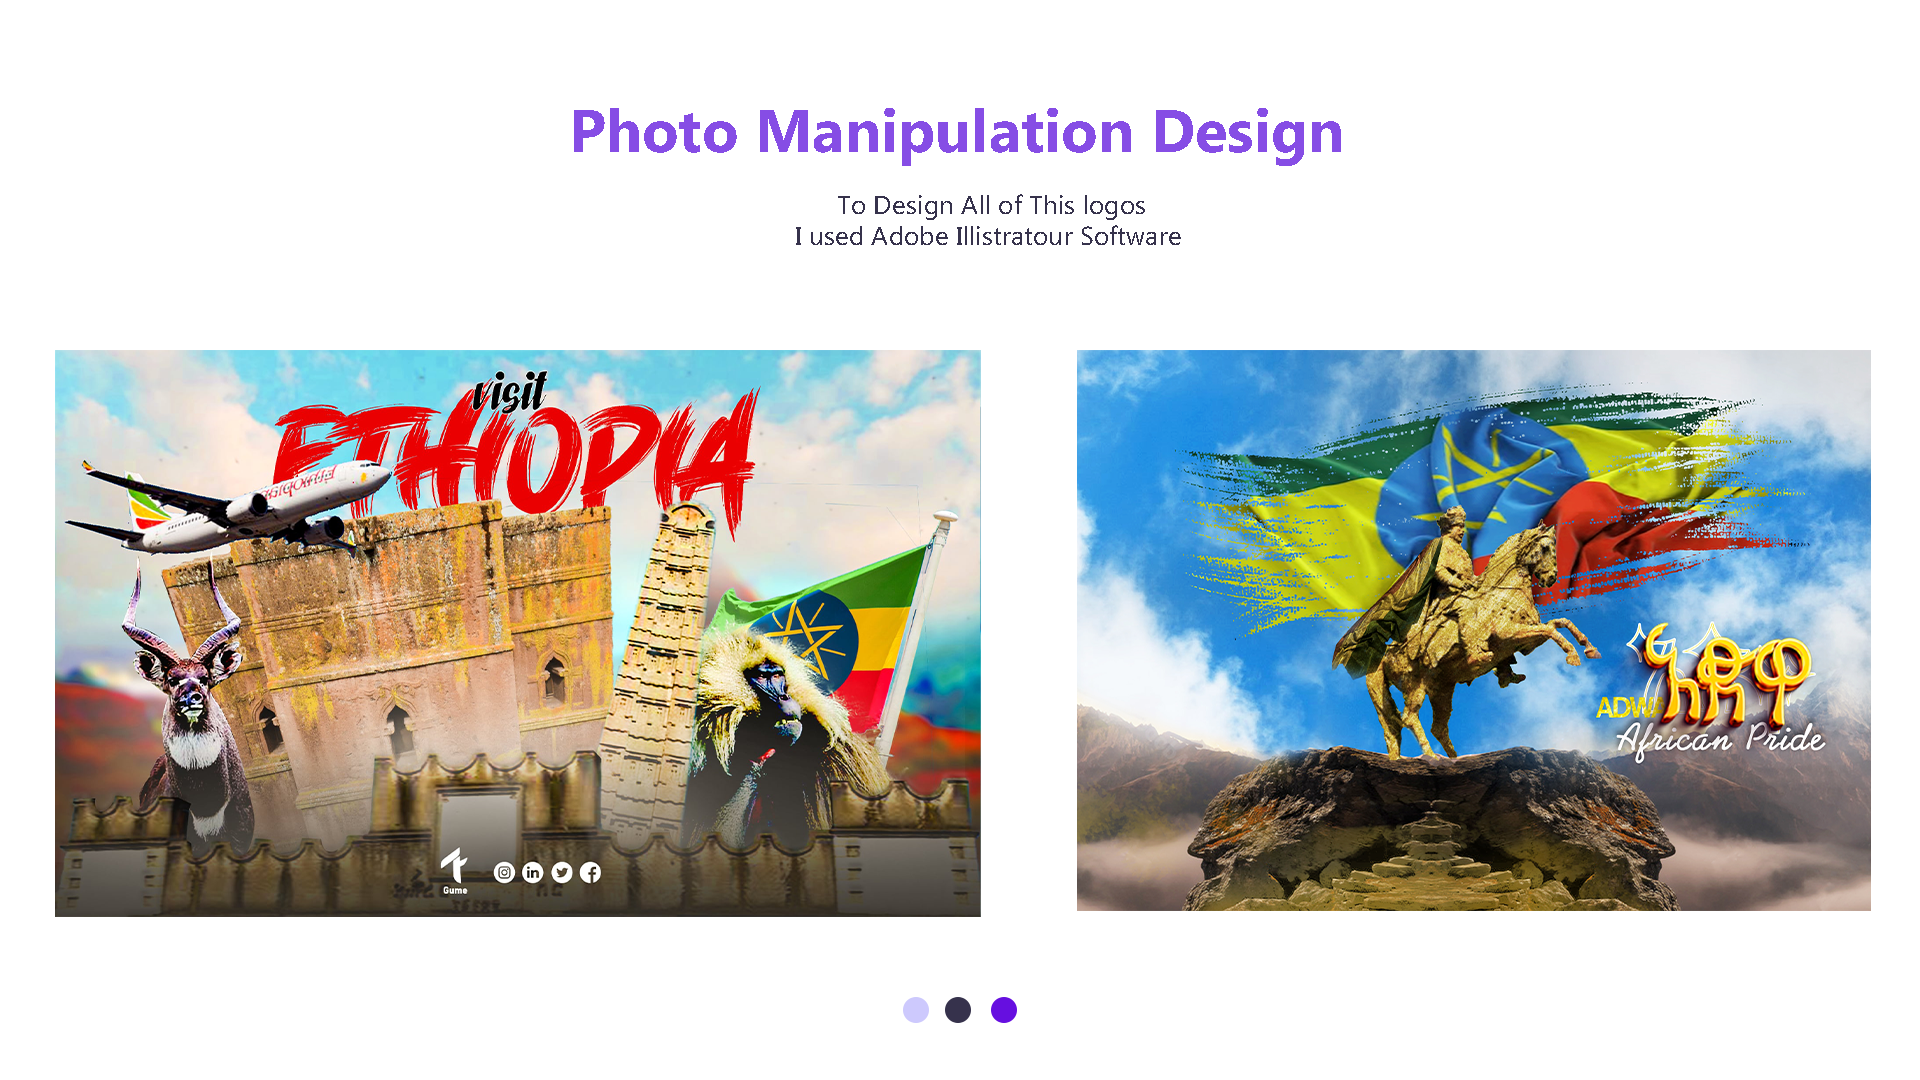 Photo Manipulation Design
To Design All of This logos
I used Adobe Illistratour Software
visit
ETHIOPIA
Gume
አድዋ
ADWA
African Pride